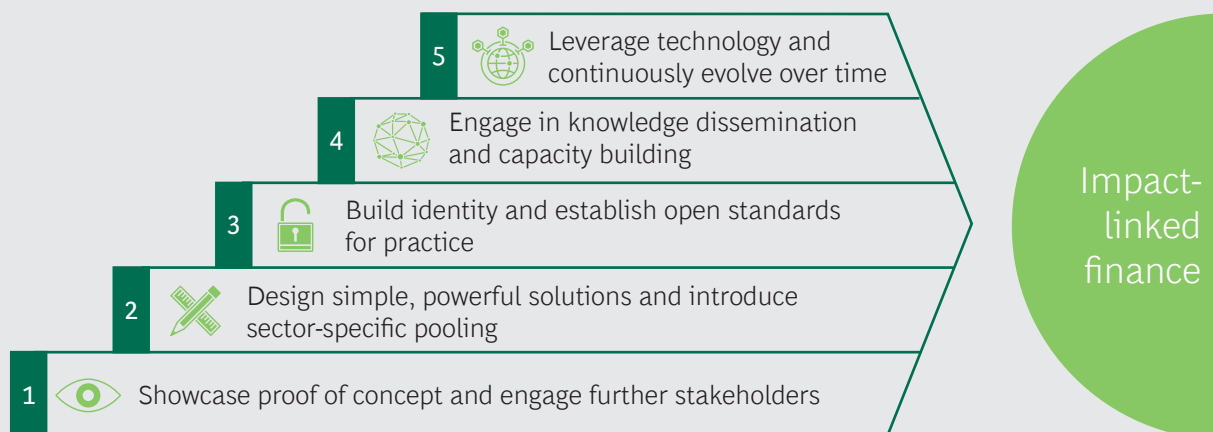 5
Leverage technology and
continuously evolve over time
4
Engage in knowledge dissemination
and capacity building
3
Build identity and establish open standards
for practice
2
Design simple, powerful solutions and introduce
sector-specific pooling
1
Showcase proof of concept and engage further stakeholders
Impact-
linked
finance